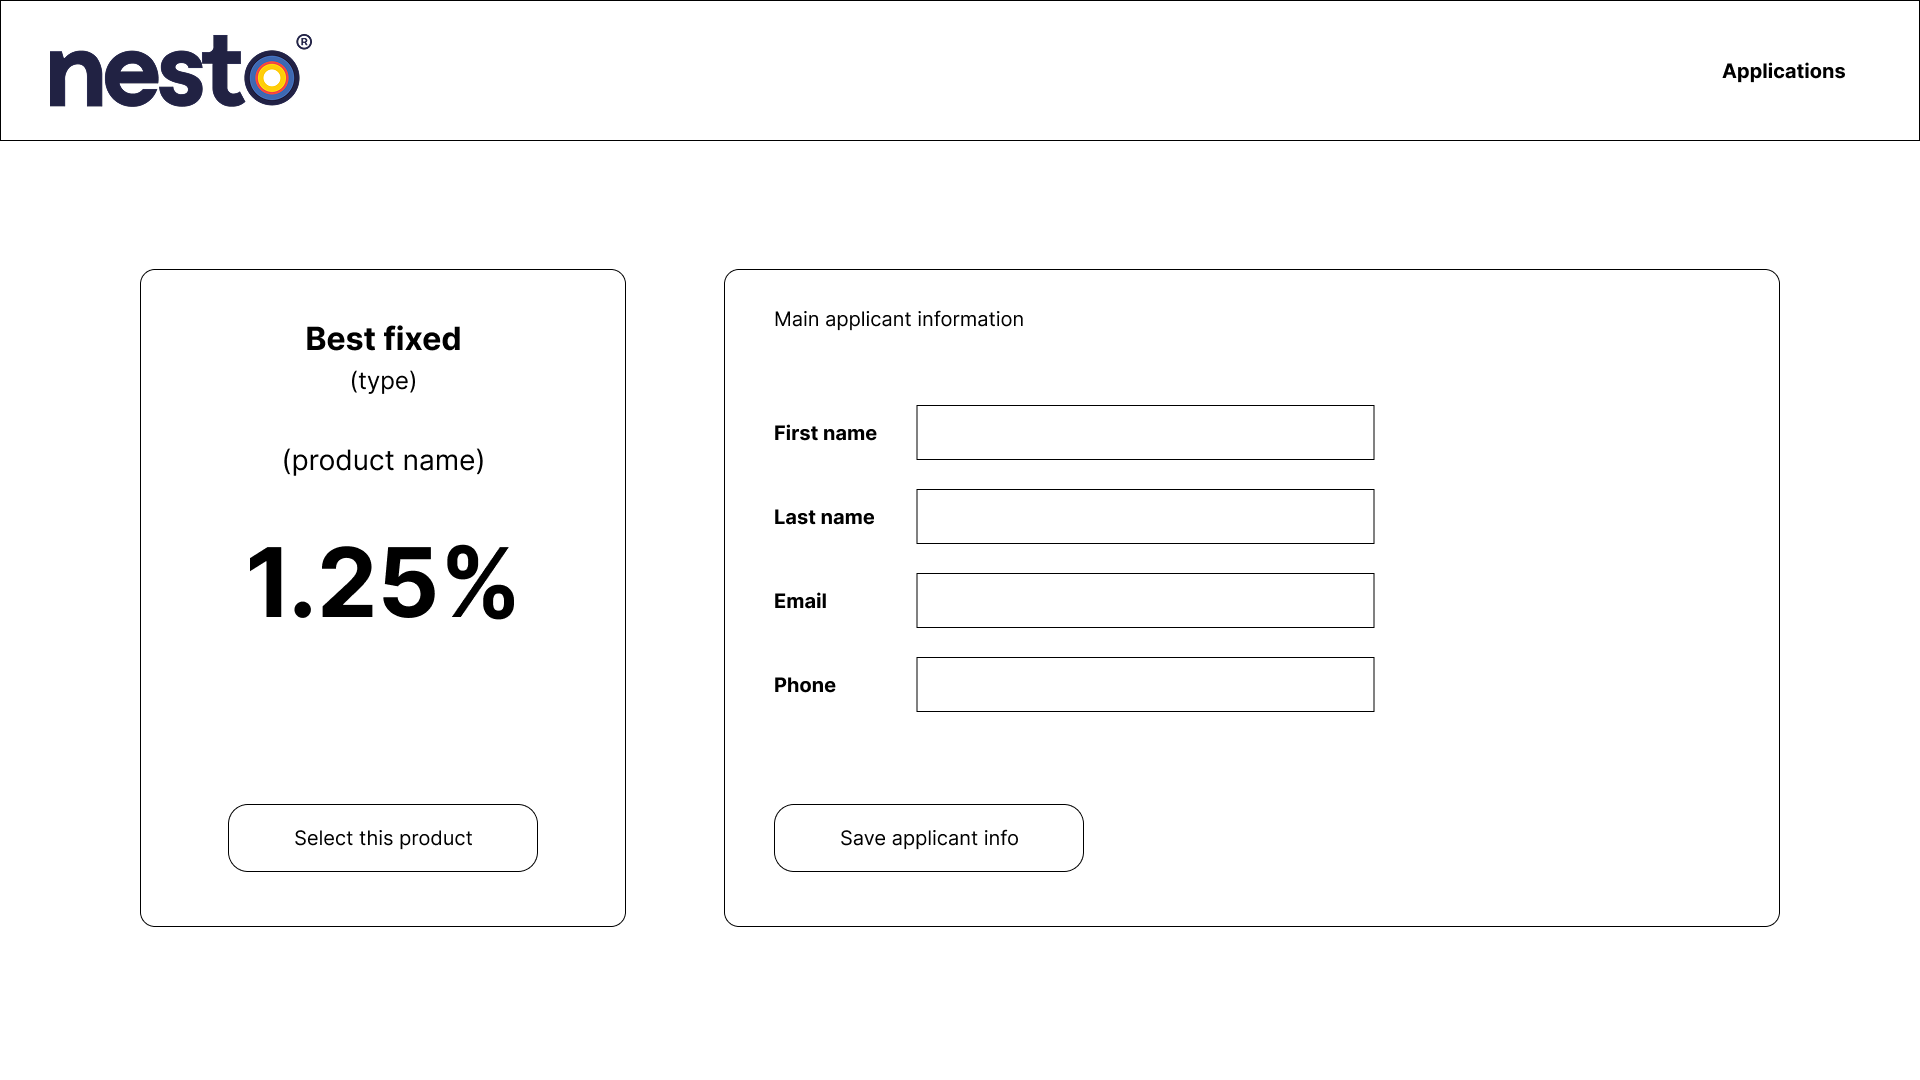 nesto®
Applications
Best fixed
(type)
(product name)
1.25%
Select this product
Main applicant information
First name
Last name
Email
Phone
Save applicant info